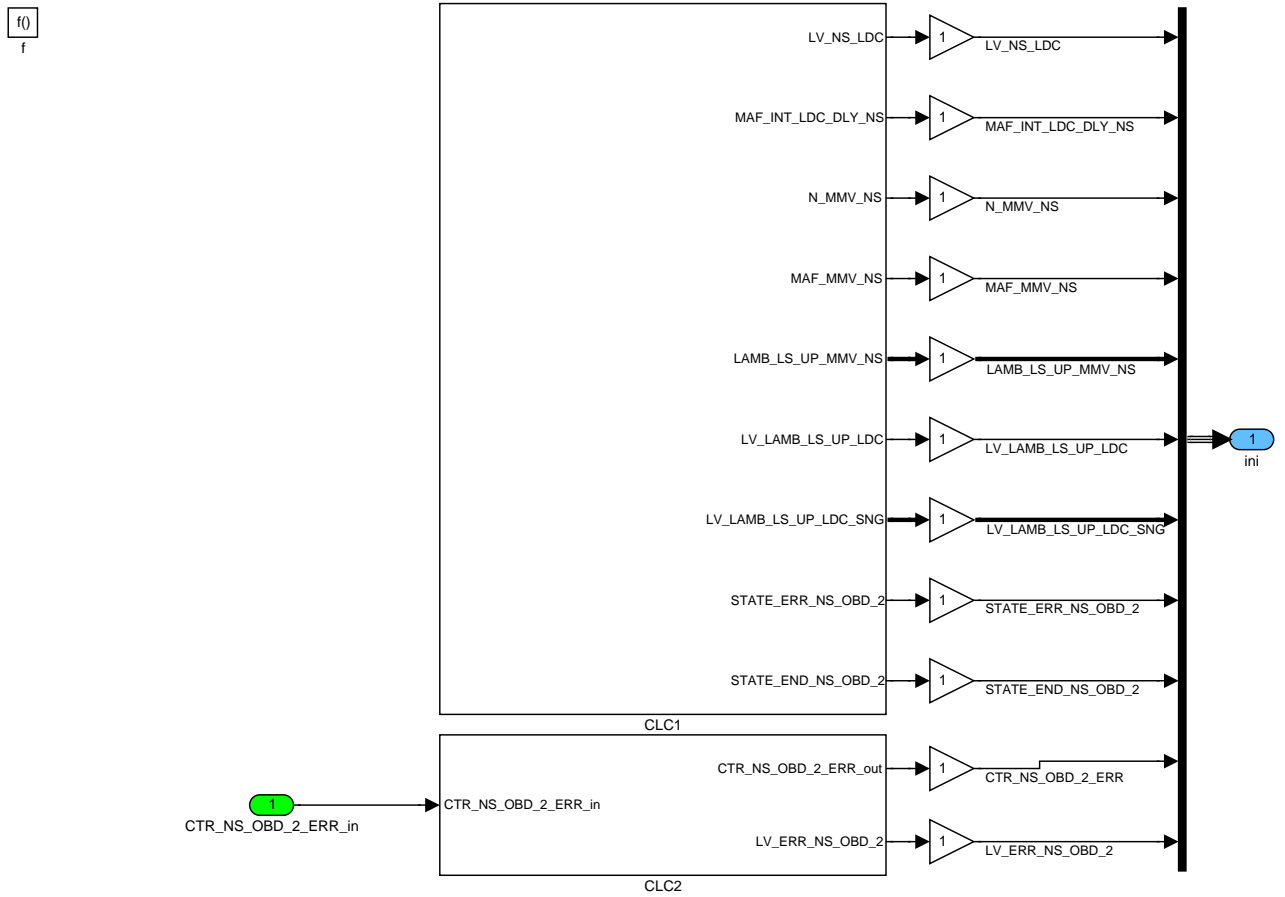 f()
f
LV_NS_LDC
1
LV_NS_LDC
MAF_INT_LDC_DLY_NS
1
MAF_INT_LDC_DLY_NS
N_MMV_NS
1
N_MMV_NS
MAF_MMV_NS
1
MAF_MMV_NS
LAMB_LS_UP_MMV_NS
1
LAMB_LS_UP_MMV_NS
LV_LAMB_LS_UP_LDC
1
LV_LAMB_LS_UP_LDC
1
ini
LV_LAMB_LS_UP_LDC_SNG
1
LV_LAMB_LS_UP_LDC_SNG
STATE_ERR_NS_OBD_2
1
STATE_ERR_NS_OBD_2
STATE_END_NS_OBD_2
1
STATE_END_NS_OBD_2
CLC1
CTR_NS_OBD_2_ERR_out
1
CTR_NS_OBD_2_ERR
1
CTR_NS_OBD_2_ERR_in
CTR_NS_OBD_2_ERR_in
LV_ERR_NS_OBD_2
1
LV_ERR_NS_OBD_2
CLC2